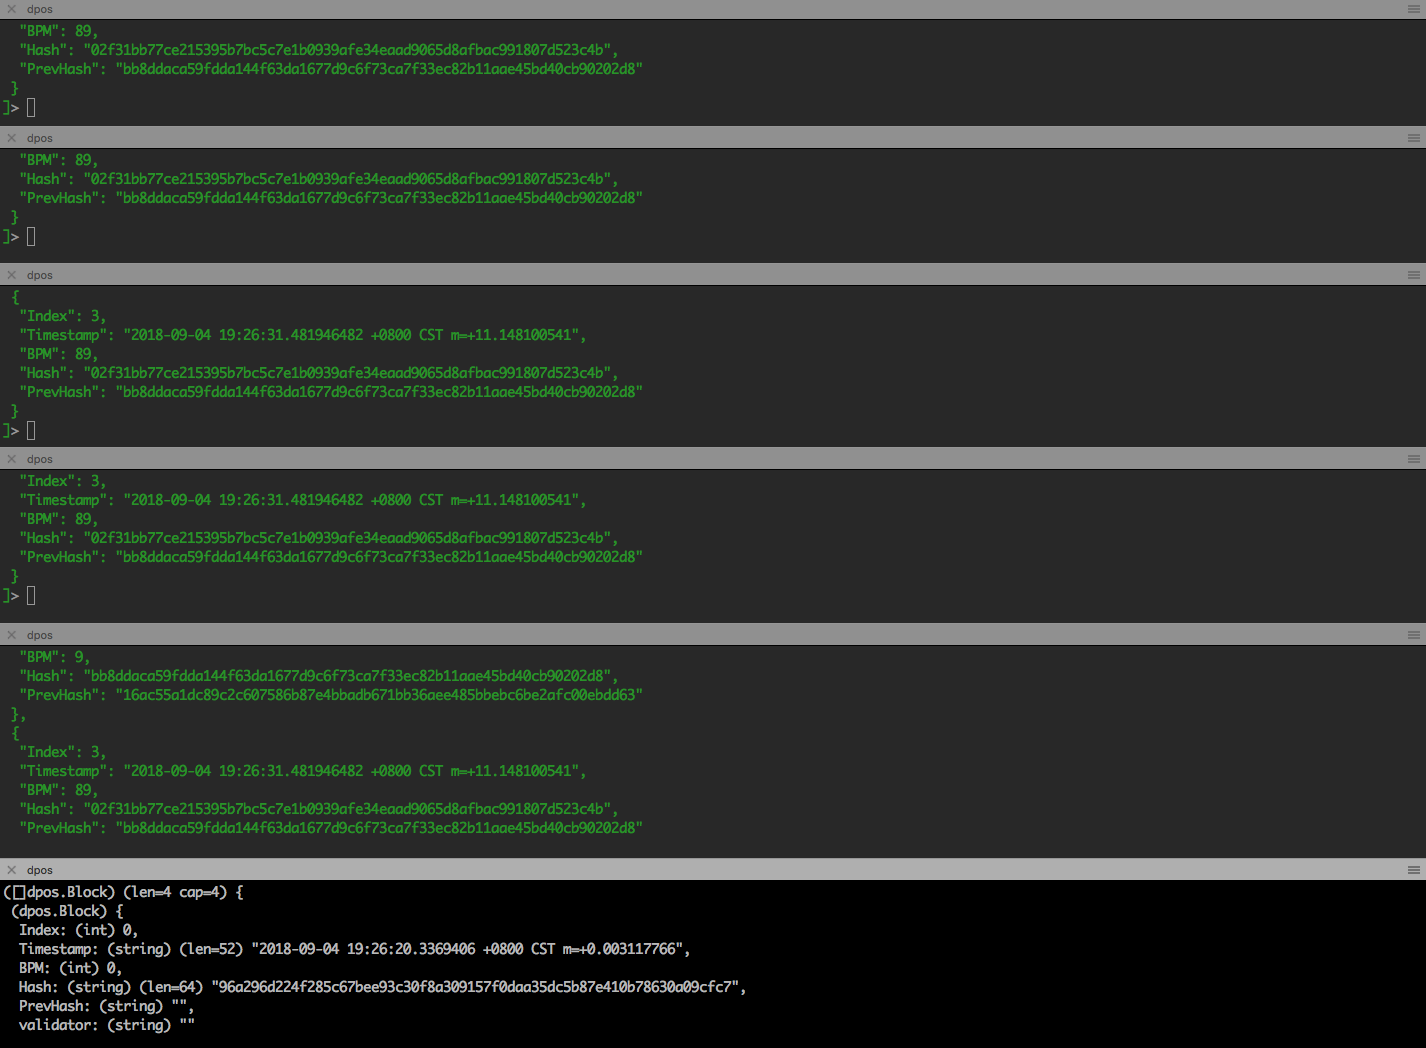 dpos
"BPM": 89,
"Hash": "02f31bb77ce215395b7bc5c7e1b0939afe34eaad9065d8afbac991807d523c4b",
"PrevHash": "bb8ddaca59fdda144f63da1677d9c6f73ca7f33ec82b11aae45bd40cb90202d8"
}
]>
dpos
"BPM": 89,
"Hash": "02f31bb77ce215395b7bc5c7e1b0939afe34eaad9065d8afbac991807d523c4b",
"PrevHash": "bb8ddaca59fdda144f63da1677d9c6f73ca7f33ec82b11aae45bd40cb90202d8"
}
]>
dpos
{
"Index": 3,
"Timestamp": "2018-09-04 19:26:31.481946482 +0800 CST m=+11.148100541",
"BPM": 89,
"Hash": "02f31bb77ce215395b7bc5c7e1b0939afe34eaad9065d8afbac991807d523c4b",
"PrevHash": "bb8ddaca59fdda144f63da1677d9c6f73ca7f33ec82b11aae45bd40cb90202d8"
}
]>
dpos
"Index": 3,
"Timestamp": "2018-09-04 19:26:31.481946482 +0800 CST m=+11.148100541",
"BPM": 89,
"Hash": "02f31bb77ce215395b7bc5c7e1b0939afe34eaad9065d8afbac991807d523c4b",
"PrevHash": "bb8ddaca59fdda144f63da1677d9c6f73ca7f33ec82b11aae45bd40cb90202d8"
}
]>
dpos
"BPM": 9,
"Hash": "bb8ddaca59fdda144f63da1677d9c6f73ca7f33ec82b11aae45bd40cb90202d8",
"PrevHash": "16ac55a1dc89c2c607586b87e4bbadb671bb36aee485bbebc6be2afc00ebdd63"
},
{
"Index": 3,
"Timestamp": "2018-09-04 19:26:31.481946482 +0800 CST m=+11.148100541",
"BPM": 89,
"Hash": "02f31bb77ce215395b7bc5c7e1b0939afe34eaad9065d8afbac991807d523c4b",
"PrevHash": "bb8ddaca59fdda144f63da1677d9c6f73ca7f33ec82b11aae45bd40cb90202d8"
dpos
([]dpos.Block) (len=4 cap=4) {
(dpos.Block) {
Index: (int) 0,
Timestamp: (string) (len=52) "2018-09-04 19:26:20.3369406 +0800 CST m=+0.003117766",
BPM: (int) 0,
Hash: (string) (len=64) "96a296d224f285c67bee93c30f8a309157f0daa35dc5b87e410b78630a09cfc7",
PrevHash: (string) "",
validator: (string) ""